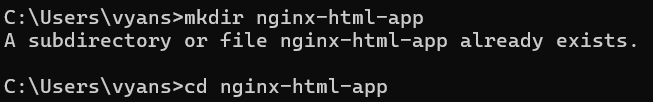 C:\Users\vyans>mkdir nginx-html-app
A subdirectory or file nginx-html-app already exists.
C:\Users\vyans>cd nginx-html-app